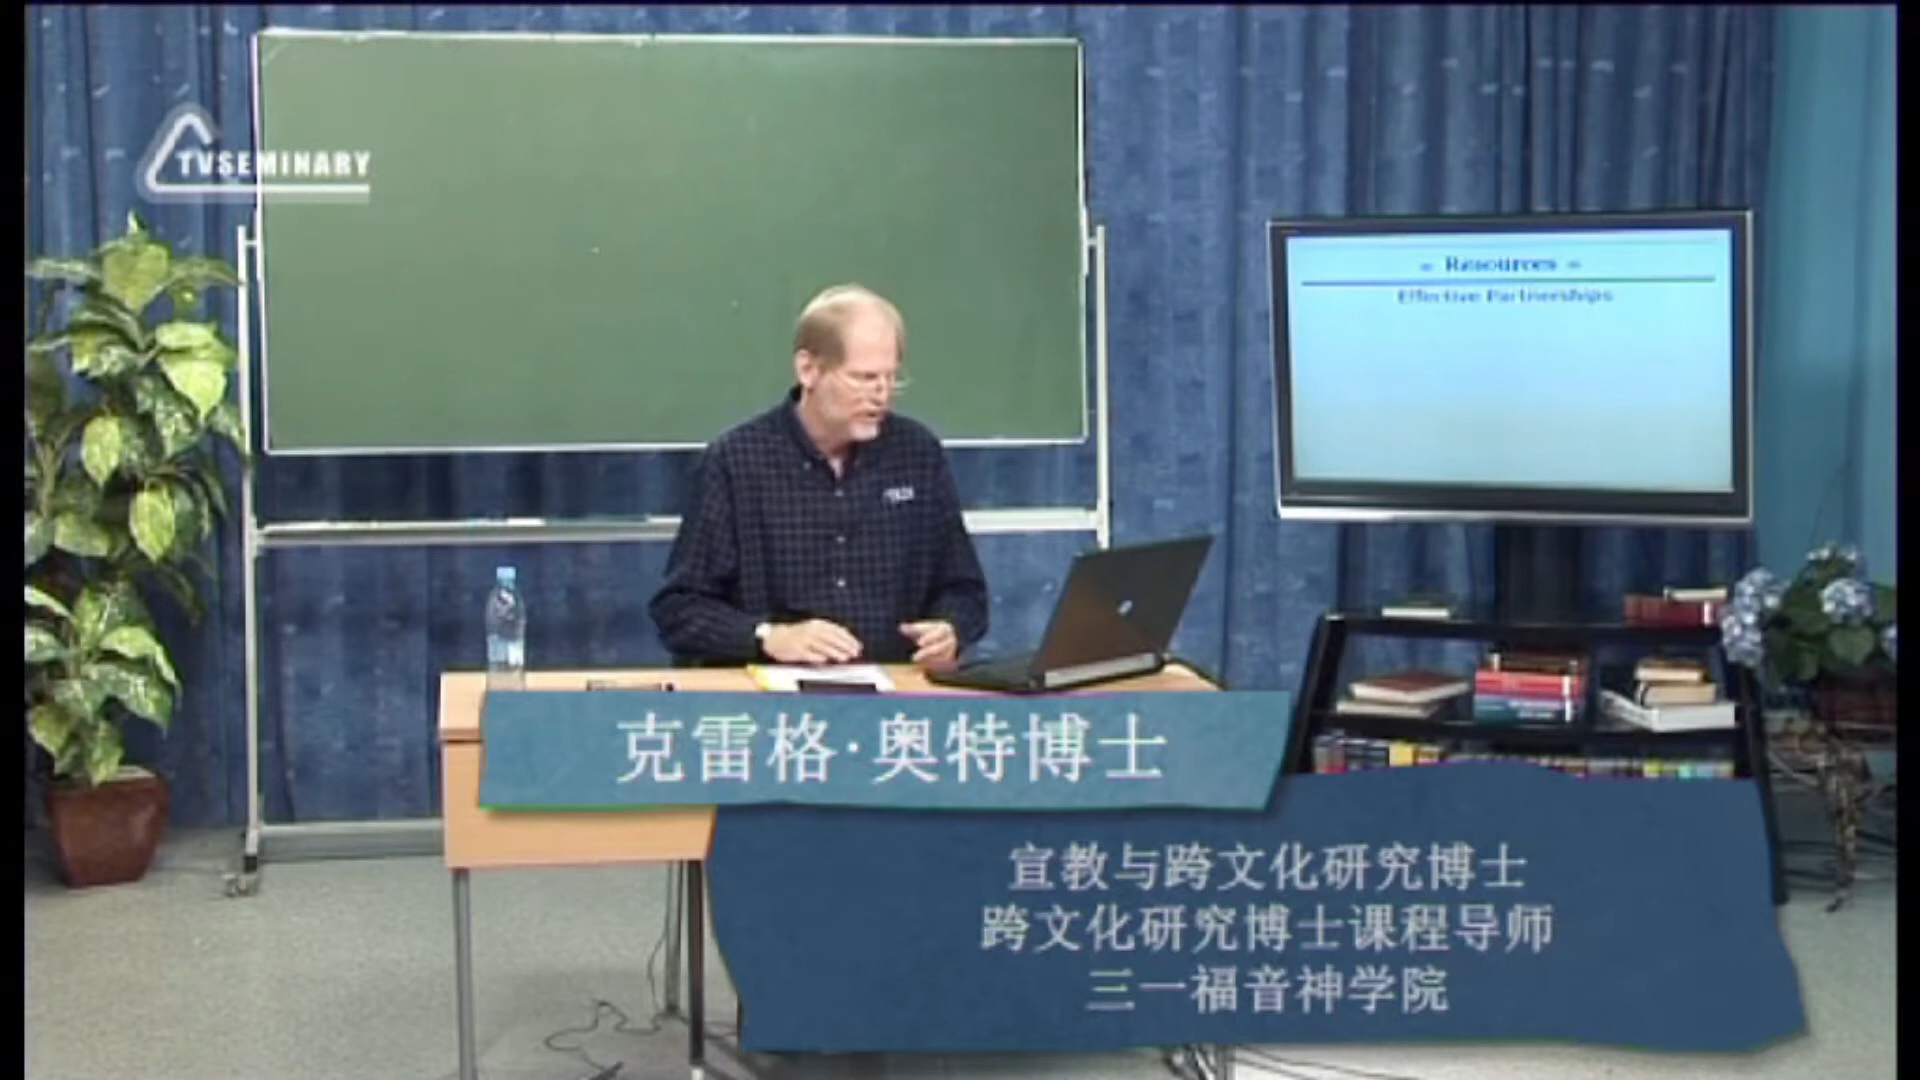 TVSEMINARY
Resources
Effective Partnerships
克雷格·奥特博士
宣教与跨文化研究博士
跨文化研究博士课程导师
三一福音神学院